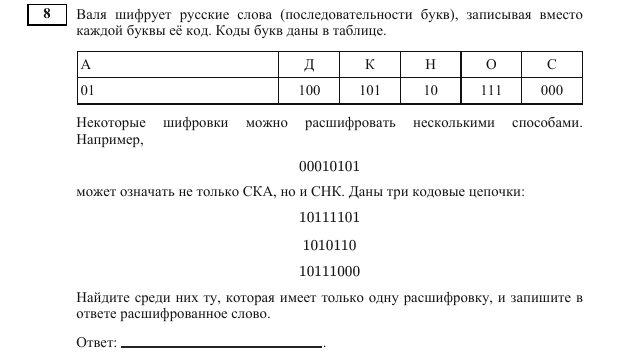 8 Валя шифрует русские слова (последовательности букв), записывая вместо
каждой буквы её код. Коды букв даны в таблице.
А Д К Н О С
01 100 101 10 111 000
Некоторые шифровки можно расшифровать несколькими способами.
Например,
00010101
может означать не только СКА, но и СНК. Даны три кодовые цепочки:
10111101
1010110
10111000
Найдите среди них ту, которая имеет только одну расшифровку, и запишите в
ответе расшифрованное слово.
Ответ: ______________________.